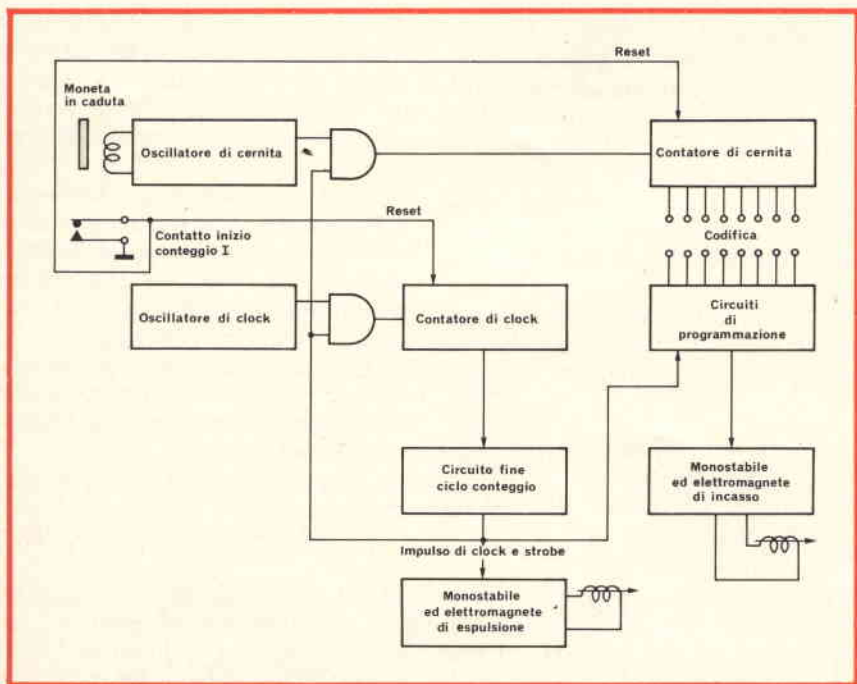 Reset
Moneta
in caduta
Oscillatore di cernita
Contatore di cernita
Reset
Contatto inizio
conteggio I
Codifica
Oscillatore di clock
Contatore di clock
Circuiti
di
programmazione
Circuito fine
ciclo conteggio
Monostabile
ed elettromagnete
di incasso
Impulso di clock e strobe
Monostabile
ed elettromagnete
di espulsione